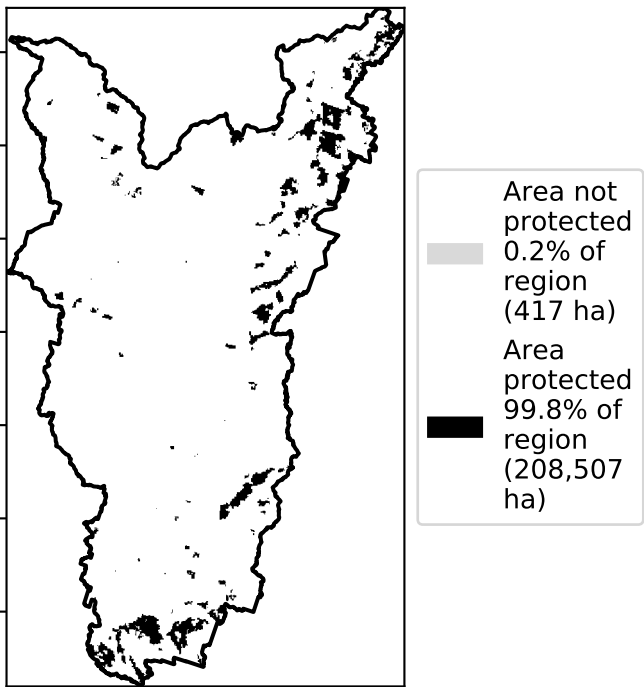 Area not
protected
0.2% of
region
(417 ha)
Area
protected
99.8% of
region
(208,507
ha)